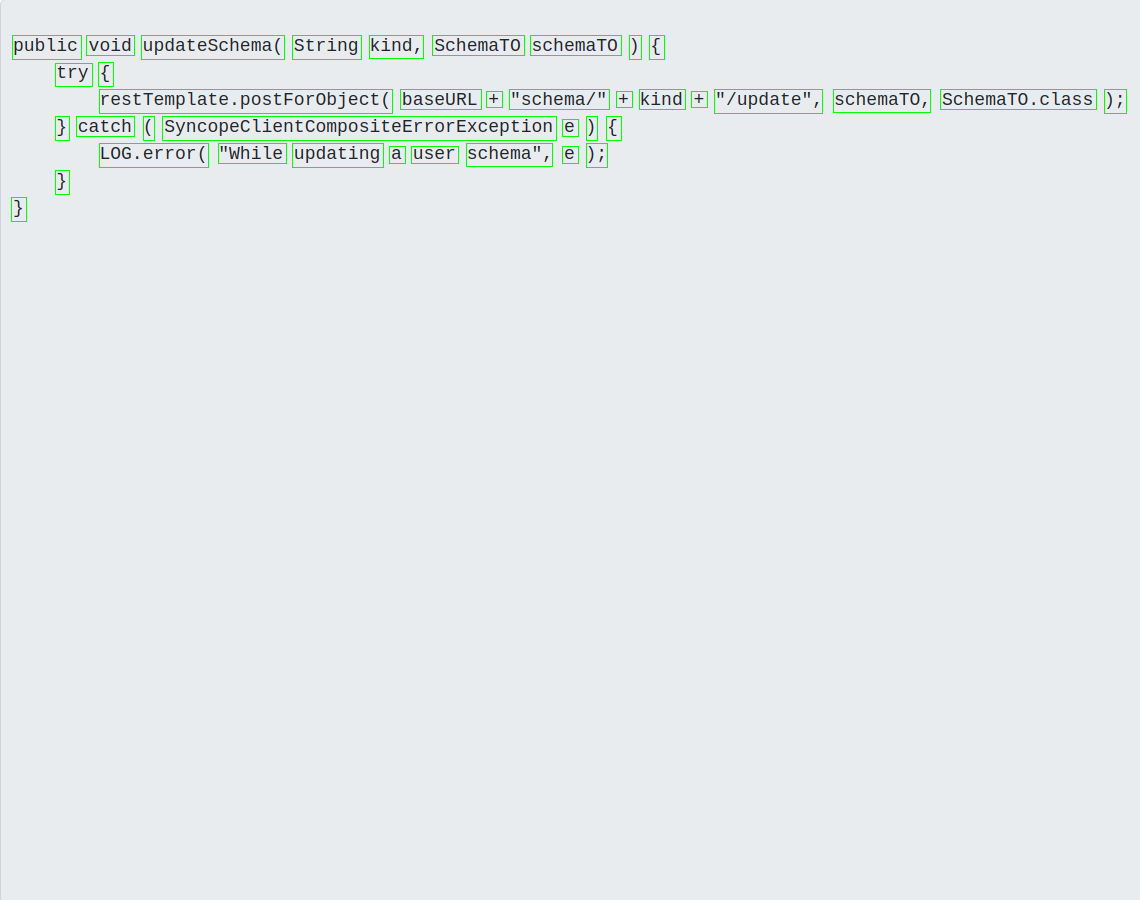 public void updateSchema( String kind, SchemaTO schemaTO ) {
try {
restTemplate.postForObject( baseURL + "schema/" + kind + "/update", schemaTO, SchemaTO.class );
} catch ( SyncopeClientCompositeErrorException e ) {
LOG.error( "While updating a user schema", e );
}
}